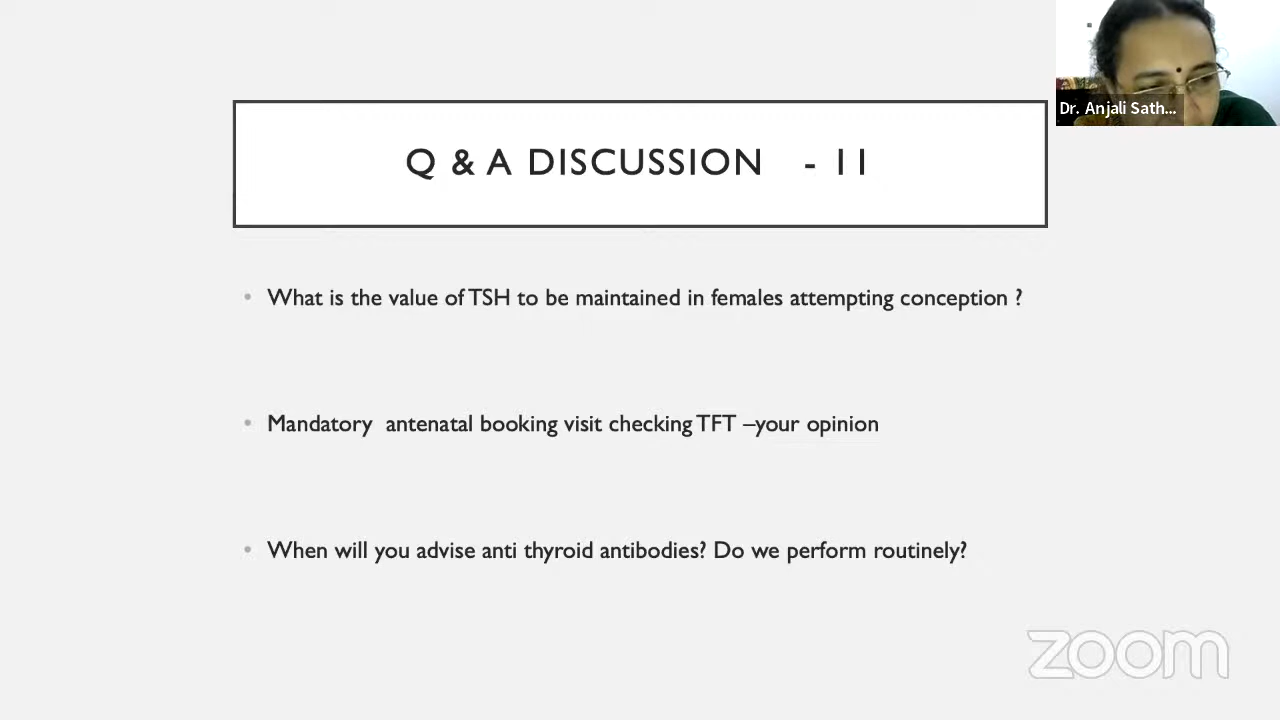 Dr. Anjali Sath...
Q & A DISCUSSION - 11
• What is the value of TSH to be maintained in females attempting conception ?
• Mandatory antenatal booking visit checking TFT –your opinion
• When will you advise anti thyroid antibodies? Do we perform routinely?
zoom